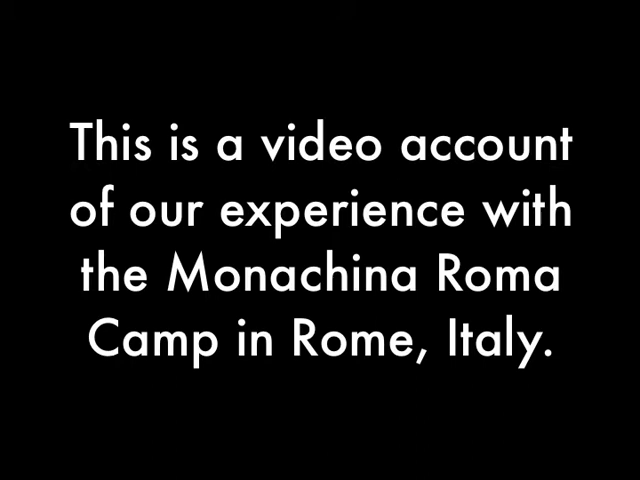 This is a video account
of our experience with
the Monachina Roma
Camp in Rome, Italy.